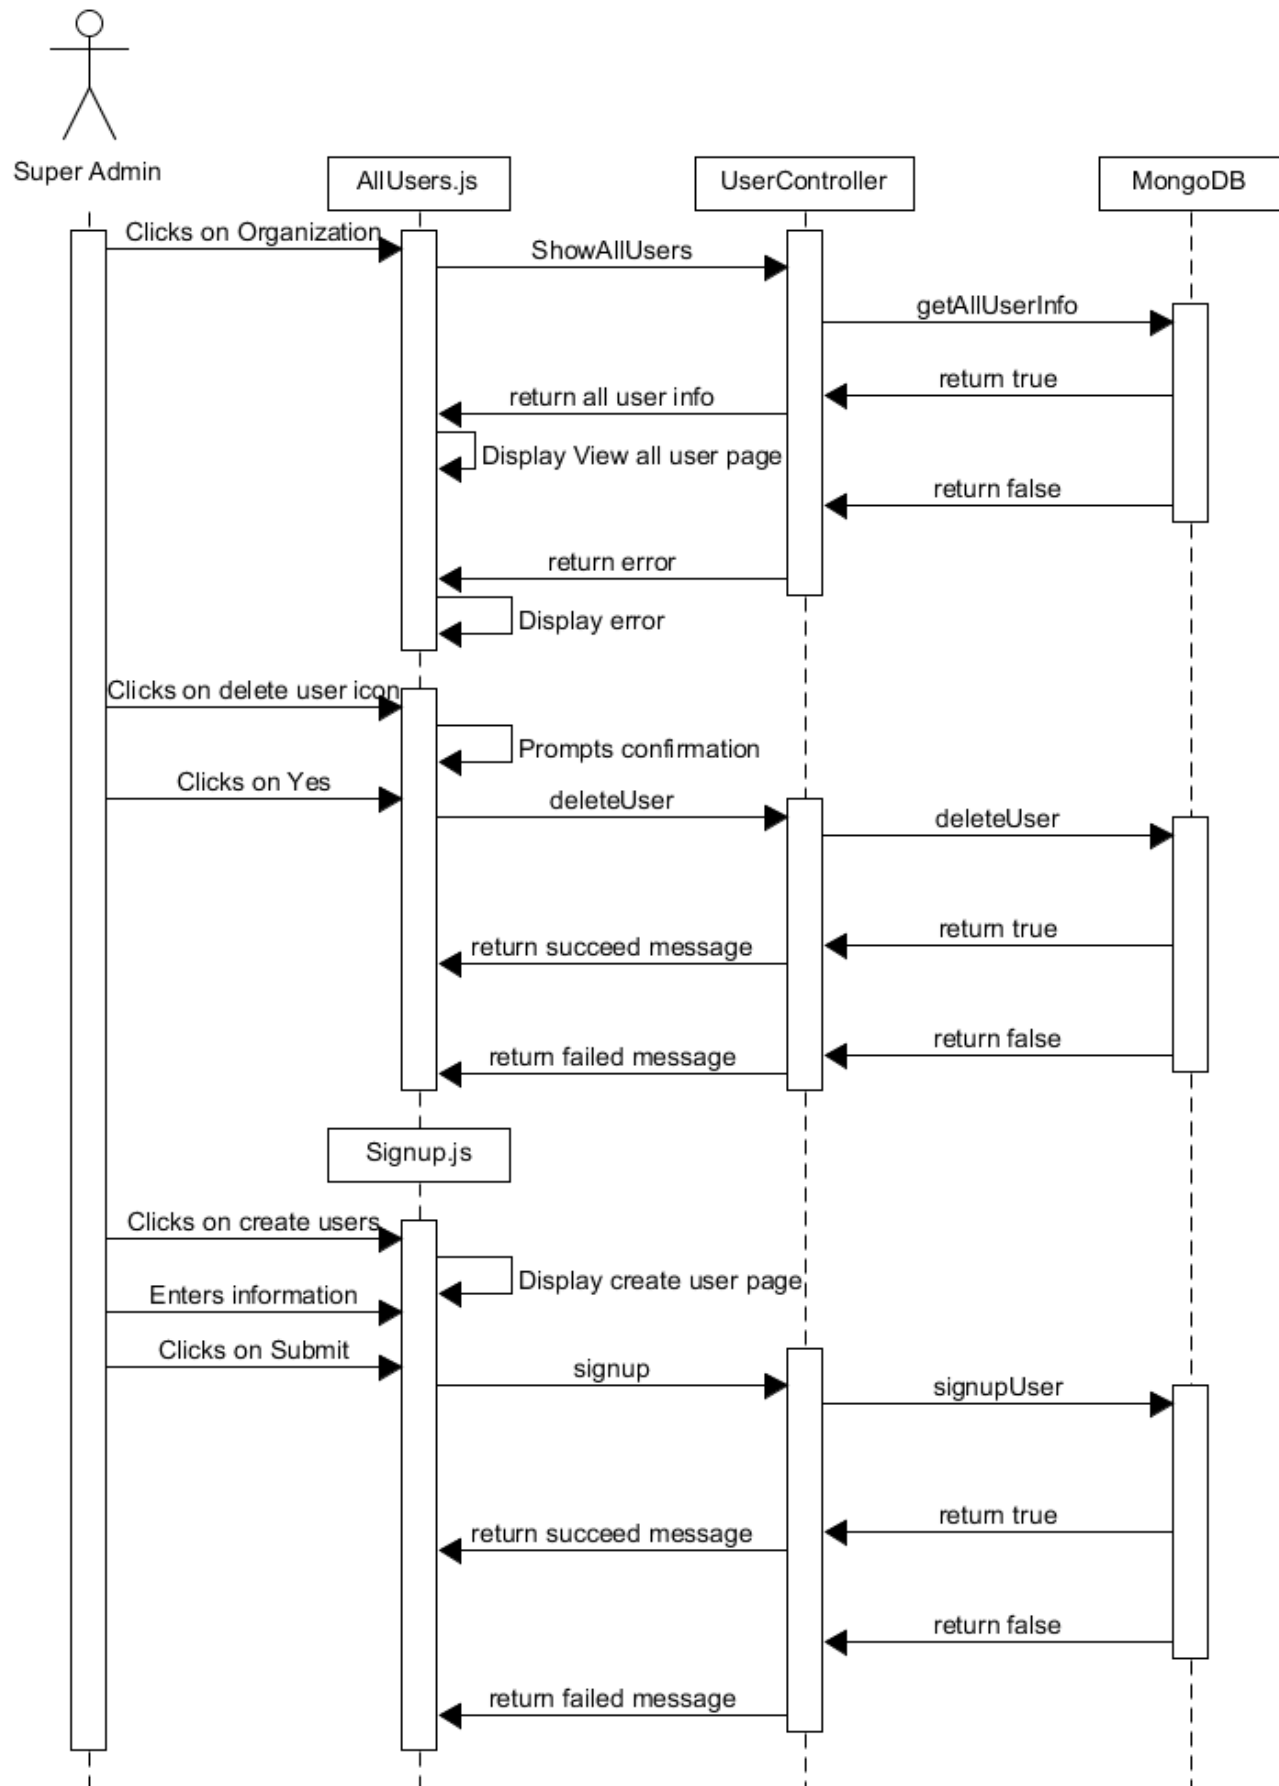 Super Admin
AllUsers.js
UserController
MongoDB
Clicks on Organization
ShowAllUsers
getAllUserInfo
return true
return all user info
Display View all user page
return false
return error
Display error
Clicks on delete user icon
Prompts confirmation
Clicks on Yes
deleteUser
deleteUser
return true
return succeed message
return false
return failed message
Signup.js
Clicks on create users
Display create user page
Enters information
Clicks on Submit
signup
signupUser
return true
return succeed message
return false
return failed message